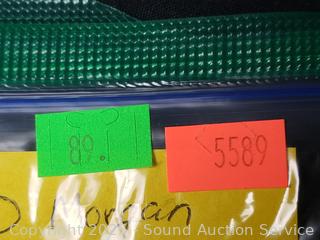 89.
5589
D Morgan
Copyright 2021 Sound Auction Service